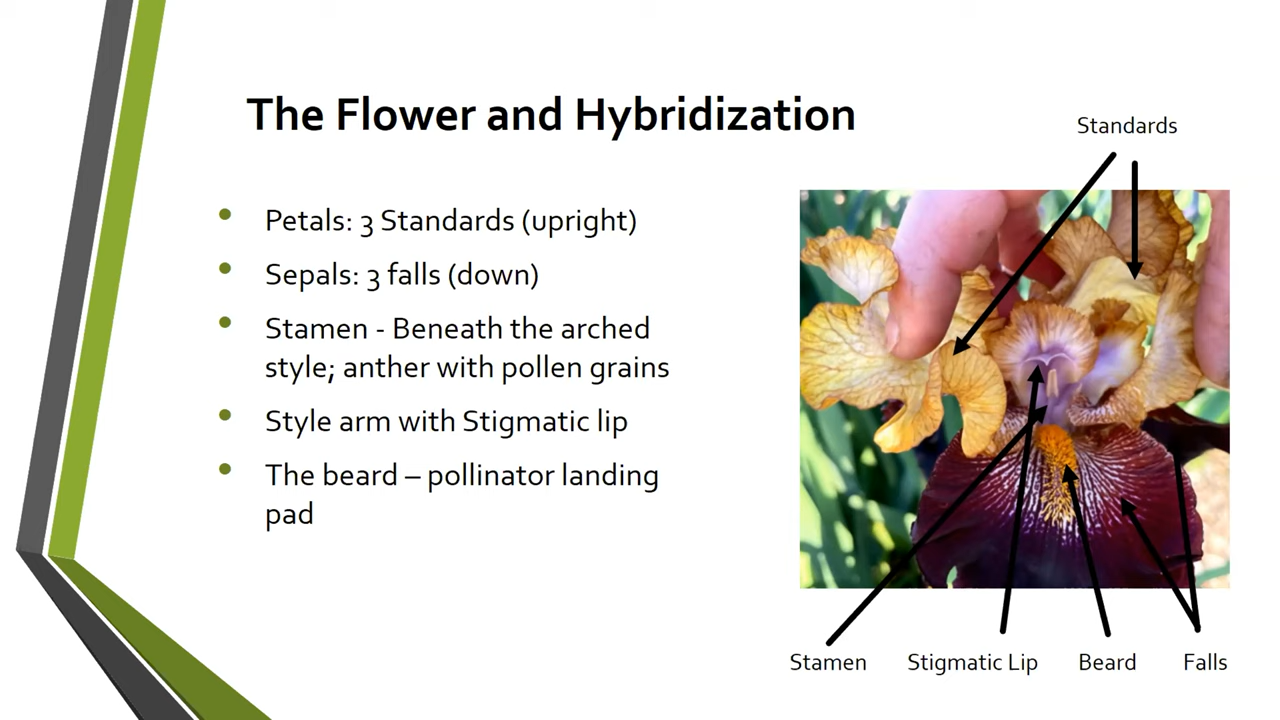 The Flower and Hybridization
Standards
Petals: 3 Standards (upright)
Sepals: 3 falls (down)
Stamen - Beneath the arched
style; anther with pollen grains
Style arm with Stigmatic lip
The beard – pollinator landing
pad
Stamen
Stigmatic Lip
Beard
Falls